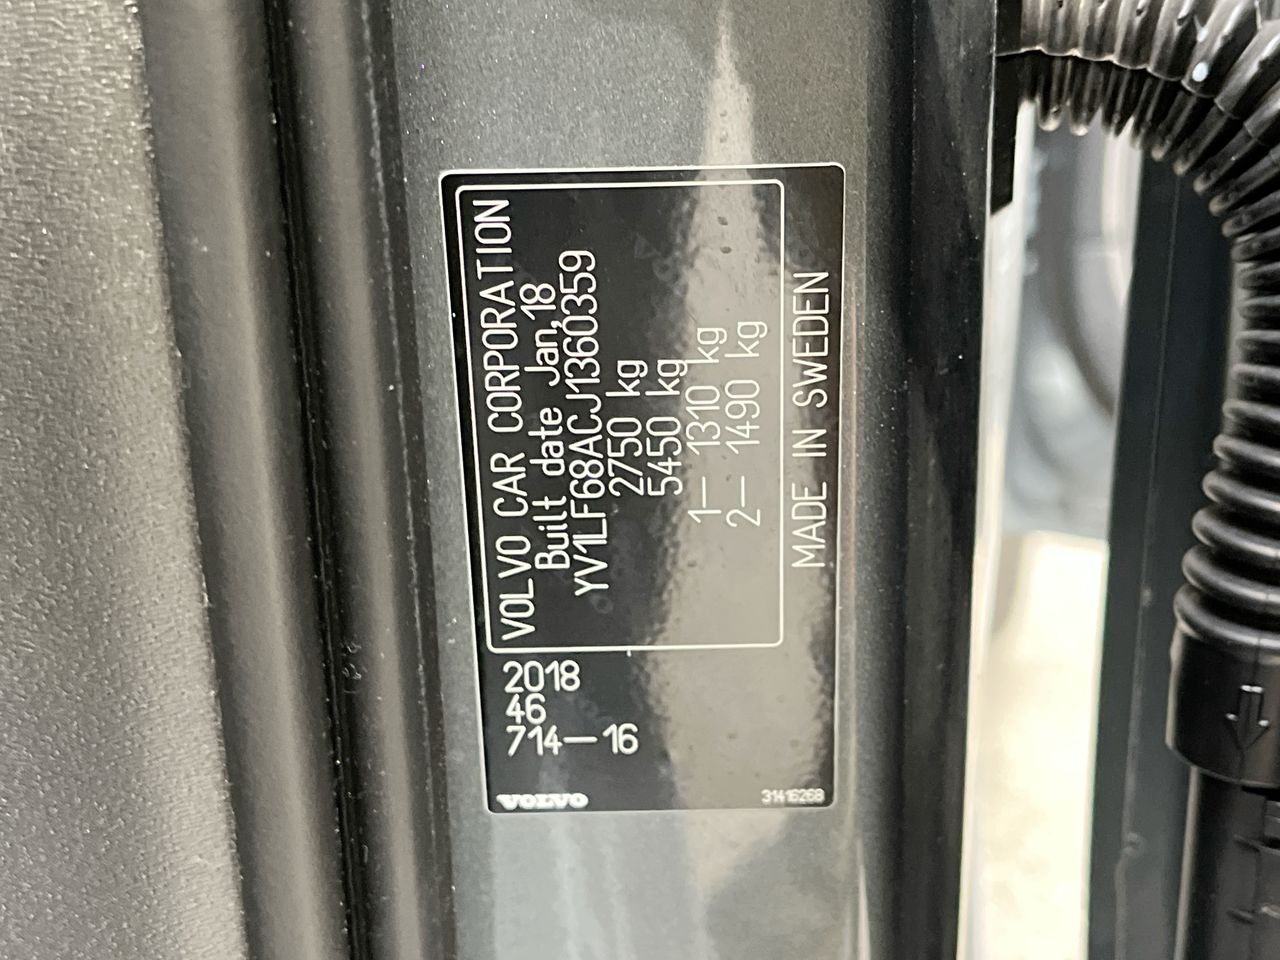 VOLVO CAR CORPORATION
Built date Jan,18
YV1LF68ACJ1360359
2750 kg
5450 kg
1– 1310 kg
2– 1490 kg
MADE IN SWEDEN
2018
46
714–16
VOLVO
31416268